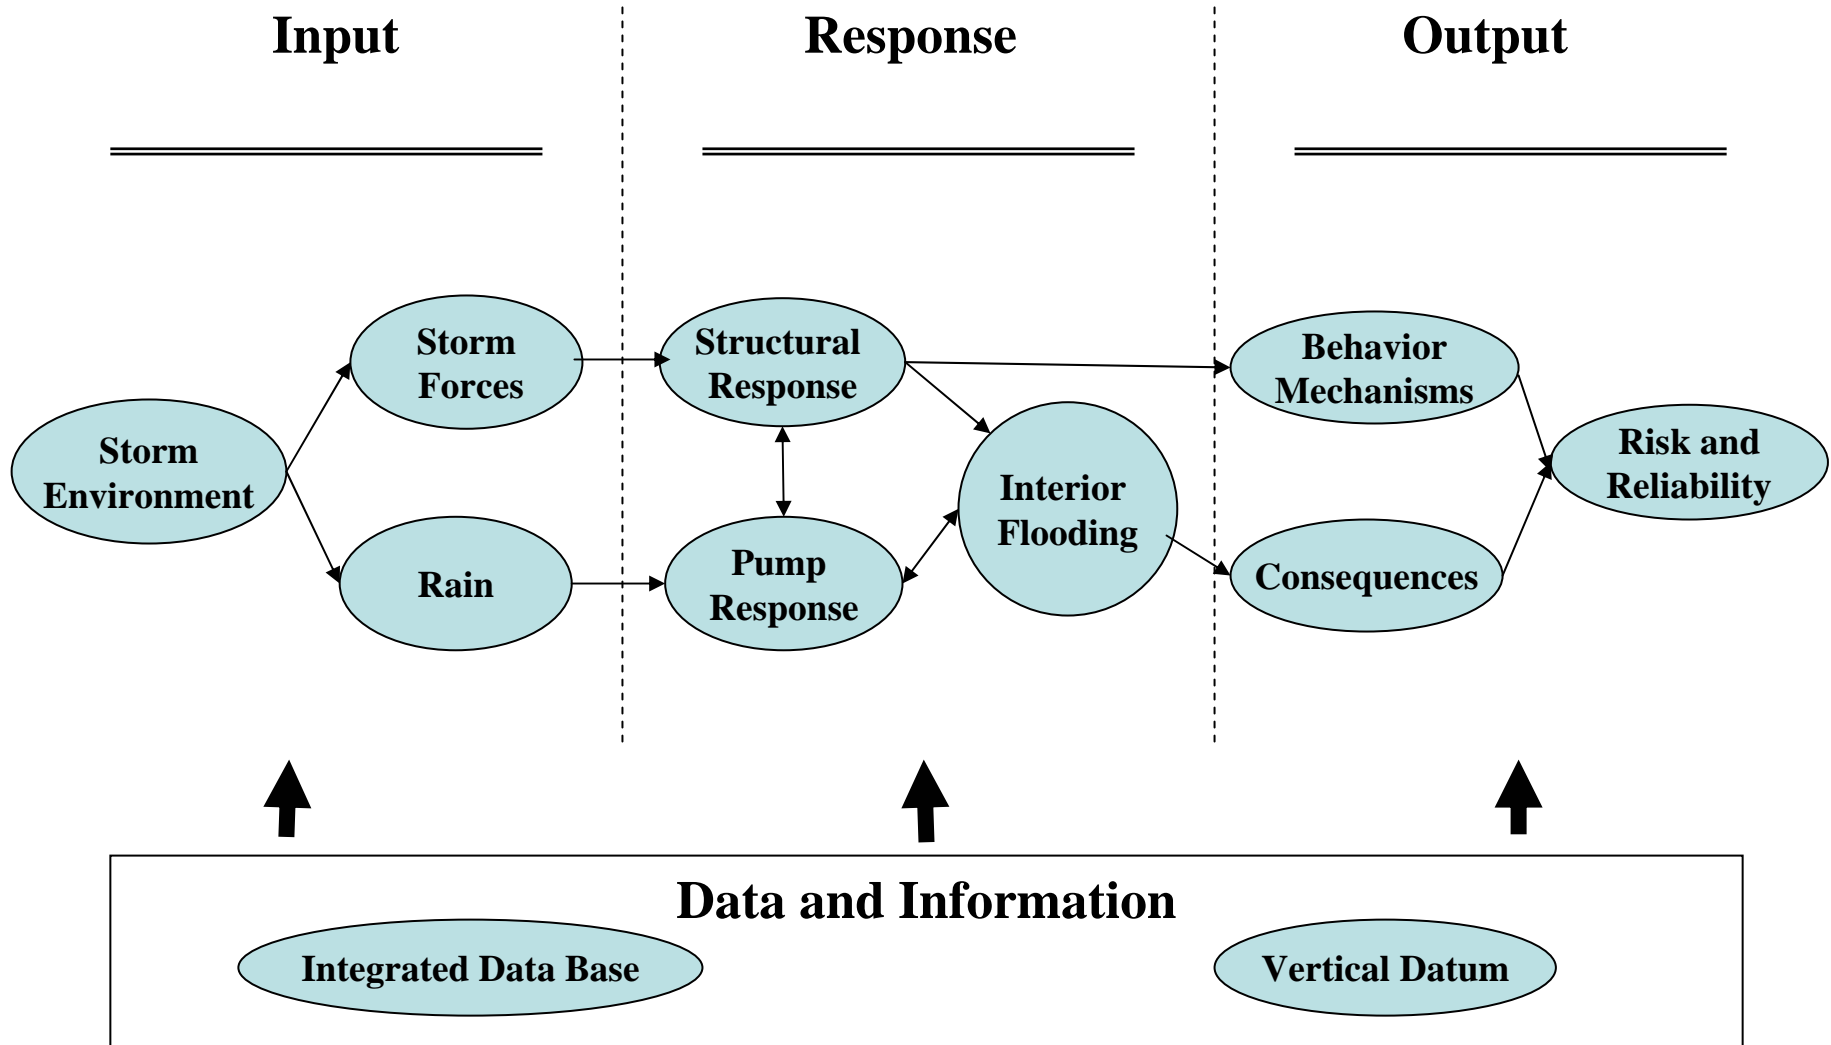 Input
Response
Output
Storm
Forces
Structural
Response
Behavior
Mechanisms
Storm
Environment
Risk and
Reliability
Interior
Flooding
Rain
Pump
Response
Consequences
Data and Information
Integrated Data Base
Vertical Datum